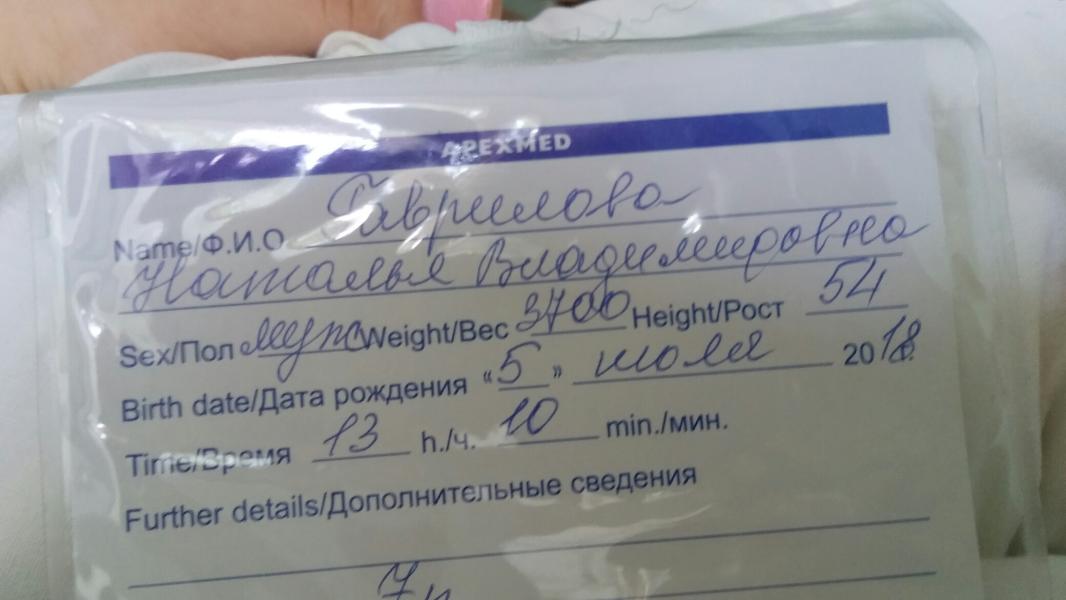 APEXMED
Name/Ф.И.О Гаврилова
Наталья Владимировна
Sex/Пол муж Weight/Вес 3700 Height/Рост 54
Birth date/Дата рождения «5» июля 2018
Time/Время 13 h./ч. 10 min./мин.
Further details/Дополнительные сведения